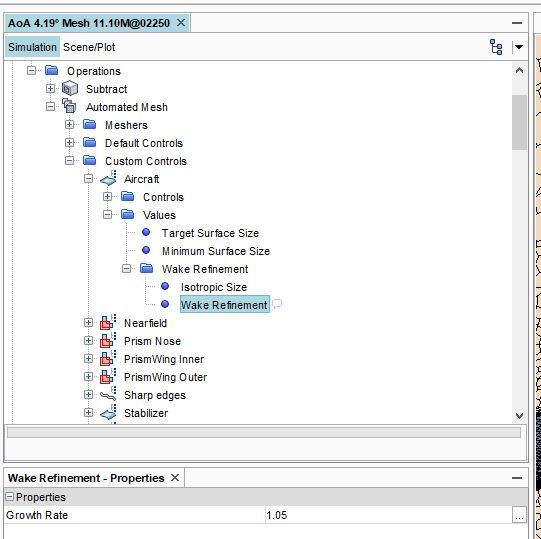 AoA 4.19° Mesh 11.10M@02250
Simulation Scene/Plot
Operations
Subtract
Automated Mesh
Meshers
Default Controls
Custom Controls
Aircraft
Controls
Values
Target Surface Size
Minimum Surface Size
Wake Refinement
Isotropic Size
Wake Refinement
Nearfield
Prism Nose
PrismWing Inner
PrismWing Outer
Sharp edges
Stabilizer
Wake Refinement - Properties
Properties
Growth Rate 1.05 ...